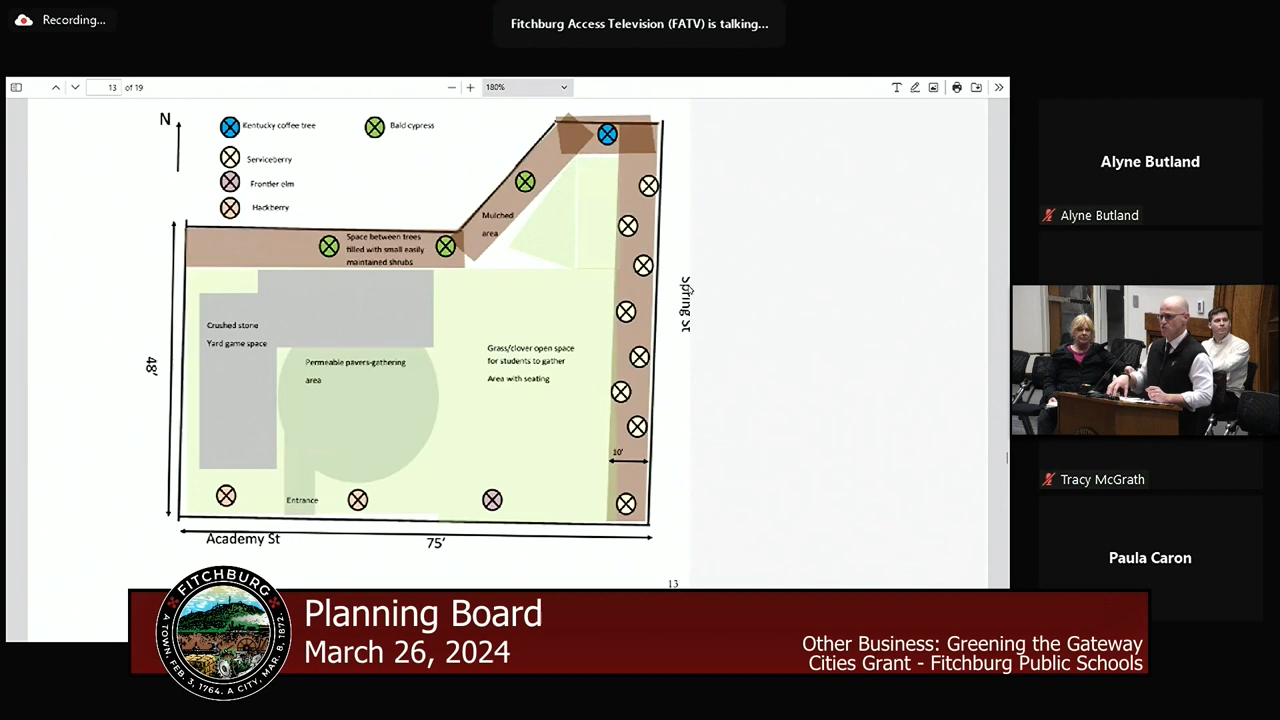 Recording...
Fitchburg Access Television (FATV) is talking...
13 of 19
180%
N
Kentucky coffee tree
Bald cypress
Serviceberry
Frontier elm
Hackberry
Mulched
area
Space between trees
filled with small easily
maintained shrubs
Spring St
Crushed stone
Yard game space
Permeable pavers-gathering
area
Grass/clover open space
for students to gather
Area with seating
48'
10'
Entrance
Academy St
75'
13
Alyne Butland
Alyne Butland
Tracy McGrath
Paula Caron
FITCHBURG
A TOWN, FEB. 3, 1764. A CITY, MAR. 8, 1872.
Planning Board
March 26, 2024
Other Business: Greening the Gateway
Cities Grant - Fitchburg Public Schools